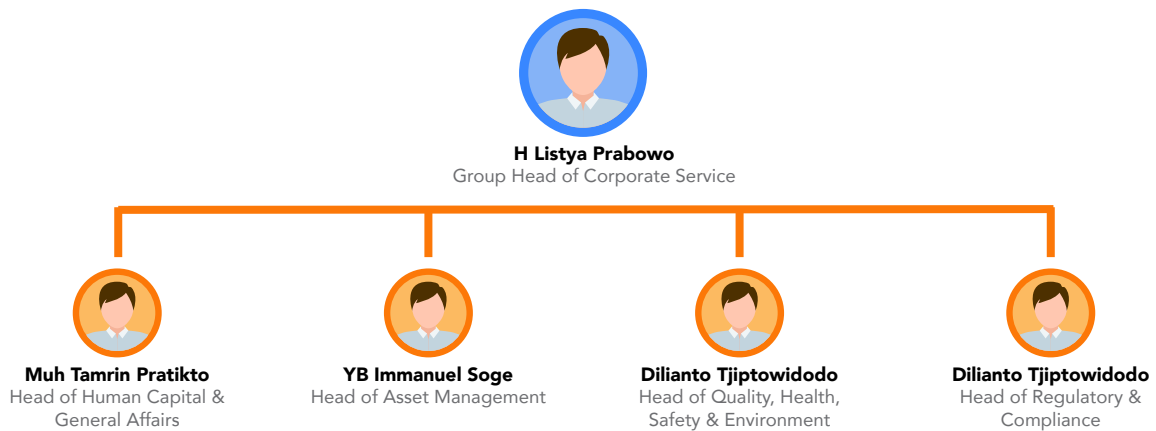 H Listya Prabowo
Group Head of Corporate Service
Muh Tamrin Pratikto
Head of Human Capital &
General Affairs
YB Immanuel Soge
Head of Asset Management
Dilianto Tjiptowidodo
Head of Quality, Health,
Safety & Environment
Dilianto Tjiptowidodo
Head of Regulatory &
Compliance